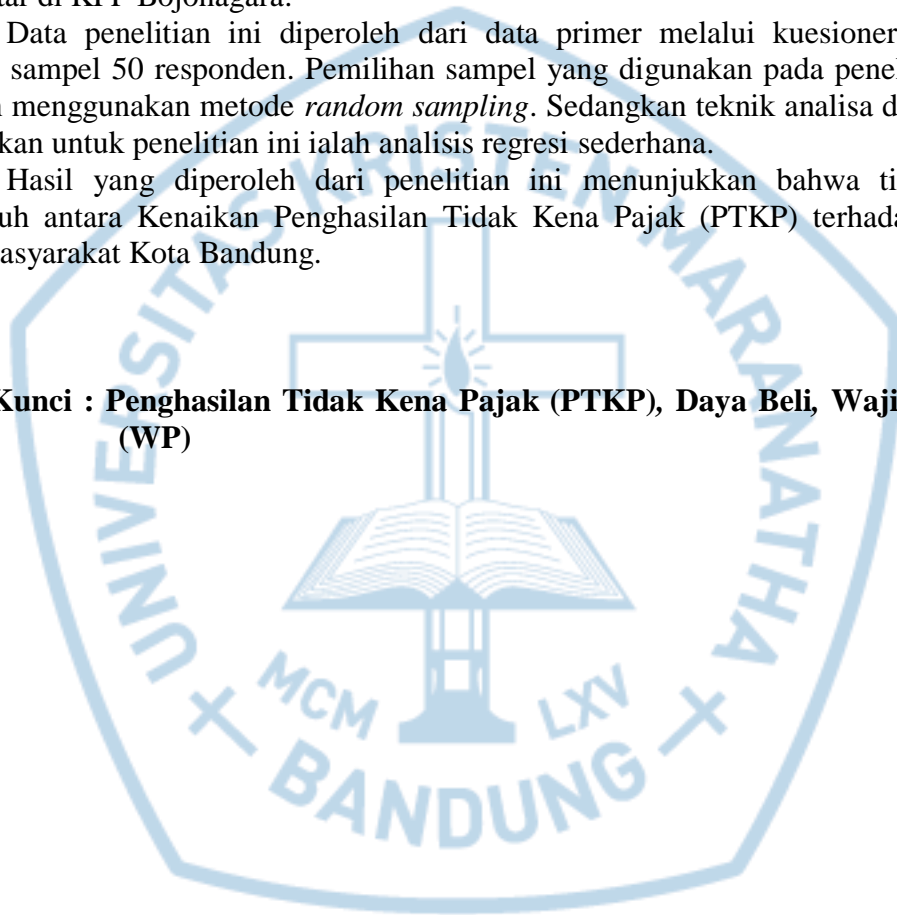 tar di KPP Bojonagara.
Data penelitian ini diperoleh dari data primer melalui kuesioner
sampel 50 responden. Pemilihan sampel yang digunakan pada pene
menggunakan metode random sampling. Sedangkan teknik analisa d
kan untuk penelitian ini ialah analisis regresi sederhana.
Hasil yang diperoleh dari penelitian ini menunjukkan bahwa ti
uh antara Kenaikan Penghasilan Tidak Kena Pajak (PTKP) terhada
asyarakat Kota Bandung.
Kunci : Penghasilan Tidak Kena Pajak (PTKP), Daya Beli, Waji
(WP)
UNIVERSITAS KRISTEN MARANATHA
MCM LXV
BANDUNG